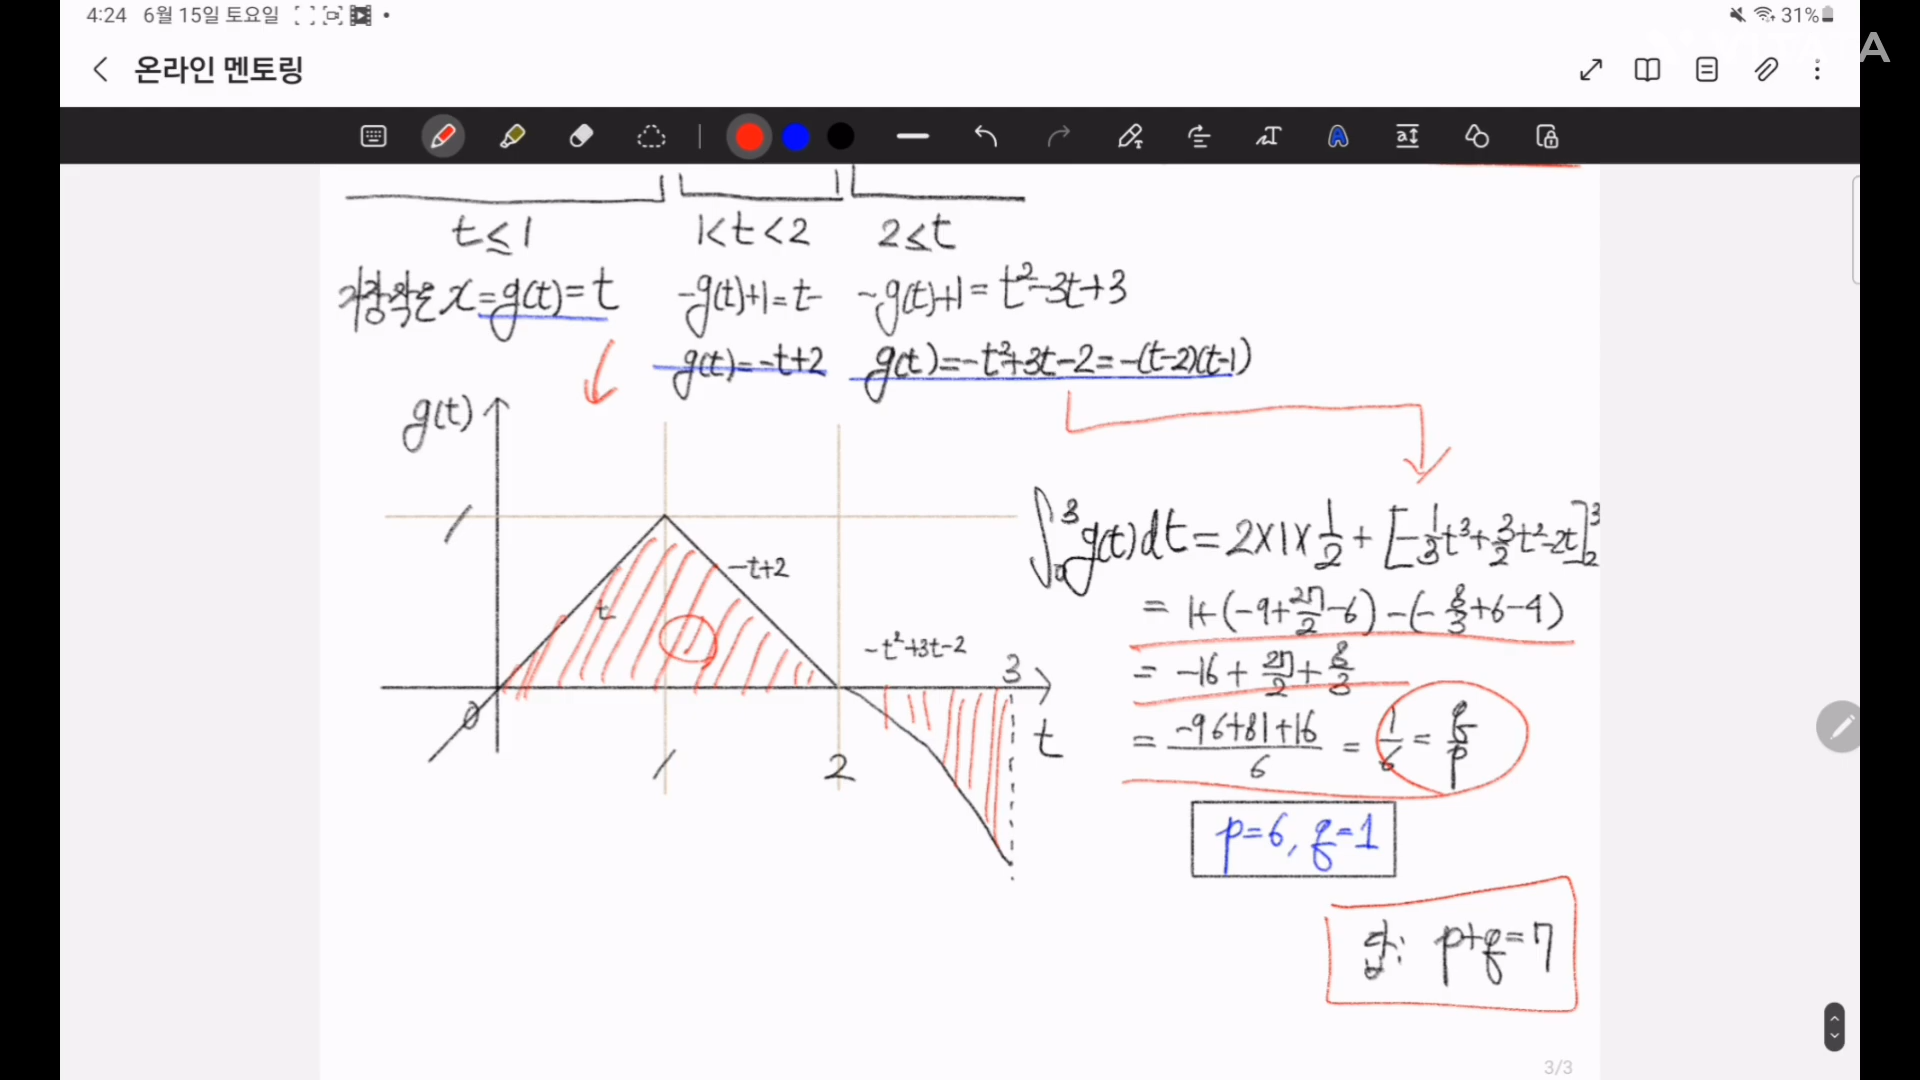 4:24 6월 15일 토요일
31%
온라인 멘토링
t≤1 1<t<2 2≤t
가장작은 x=g(t)=t -g(t)+1=t- -g(t)+1=t²-3t+3
g(t)=-t+2 g(t)=-t²+3t-2=-(t-2)(t-1)
g(t)
1
-t+2
t
-t²+3t-2
3
0
1
2
t
∫₀³g(t)dt=2×1×1/2+[-1/3t³+3/2t²-2t]₂³
=1+(-9+27/2-6)-(-8/3+6-4)
=-16+27/2+8/3
=(-96+81+16)/6=1/6=q/p
p=6, q=1
답: p+q=7
3/3